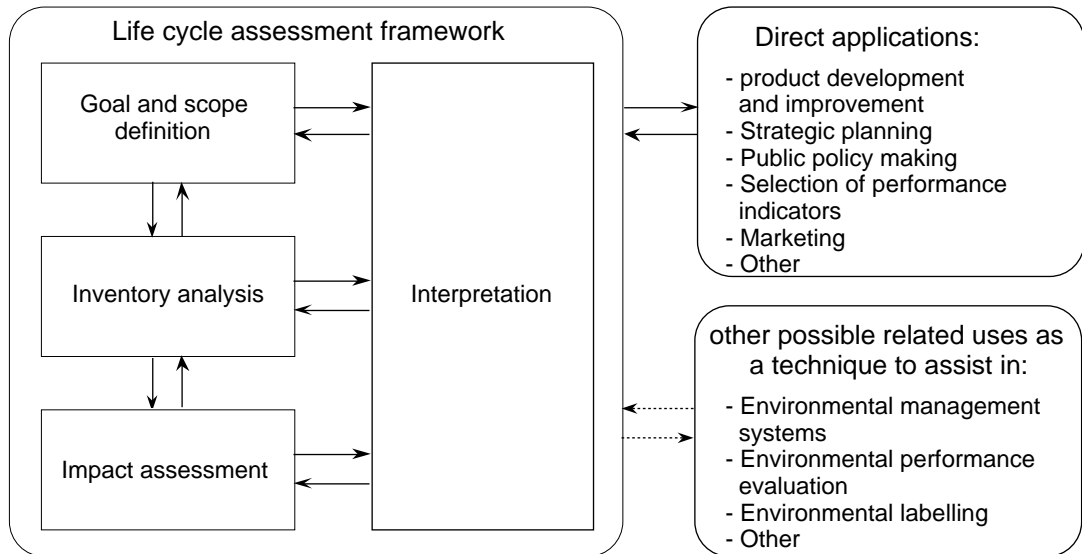 Life cycle assessment framework
Goal and scope
definition
Inventory analysis
Impact assessment
Interpretation
Direct applications:
- product development
and improvement
- Strategic planning
- Public policy making
- Selection of performance
indicators
- Marketing
- Other
other possible related uses as
a technique to assist in:
- Environmental management
systems
- Environmental performance
evaluation
- Environmental labelling
- Other